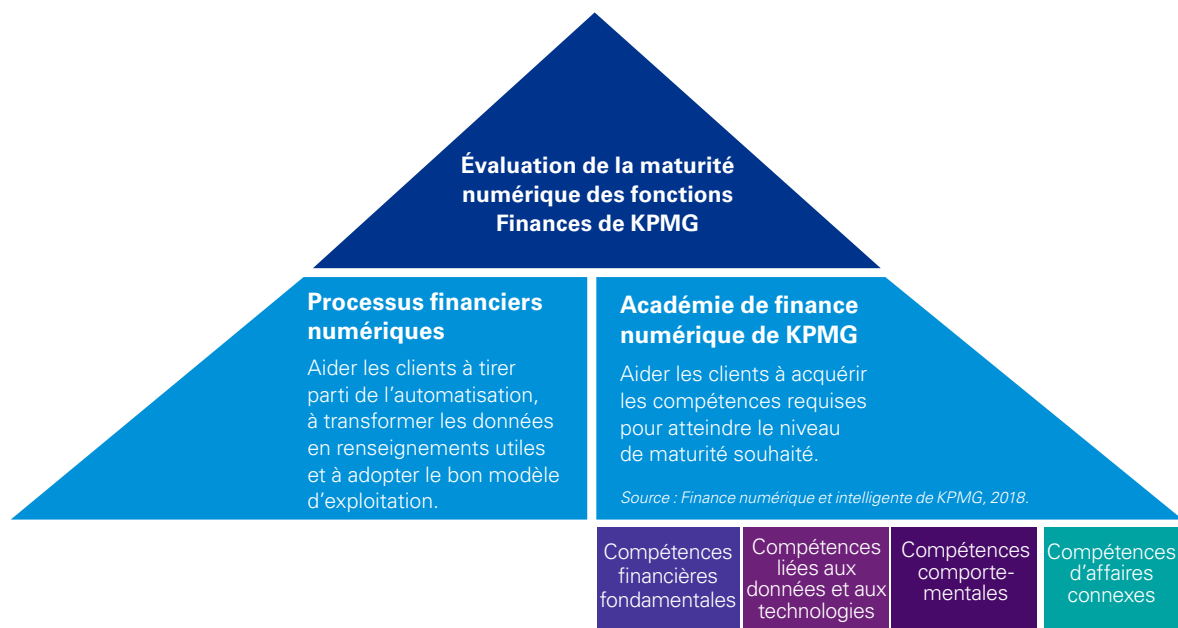 Évaluation de la maturité
numérique des fonctions
Finances de KPMG
Processus financiers
numériques
Aider les clients à tirer
parti de l’automatisation,
à transformer les données
en renseignements utiles
et à adopter le bon modèle
d’exploitation.
Académie de finance
numérique de KPMG
Aider les clients à acquérir
les compétences requises
pour atteindre le niveau
de maturité souhaité.
Source : Finance numérique et intelligente de KPMG, 2018.
Compétences
financières
fondamentales
Compétences
liées aux
données et aux
technologies
Compétences
comporte-
mentales
Compétences
d’affaires
connexes